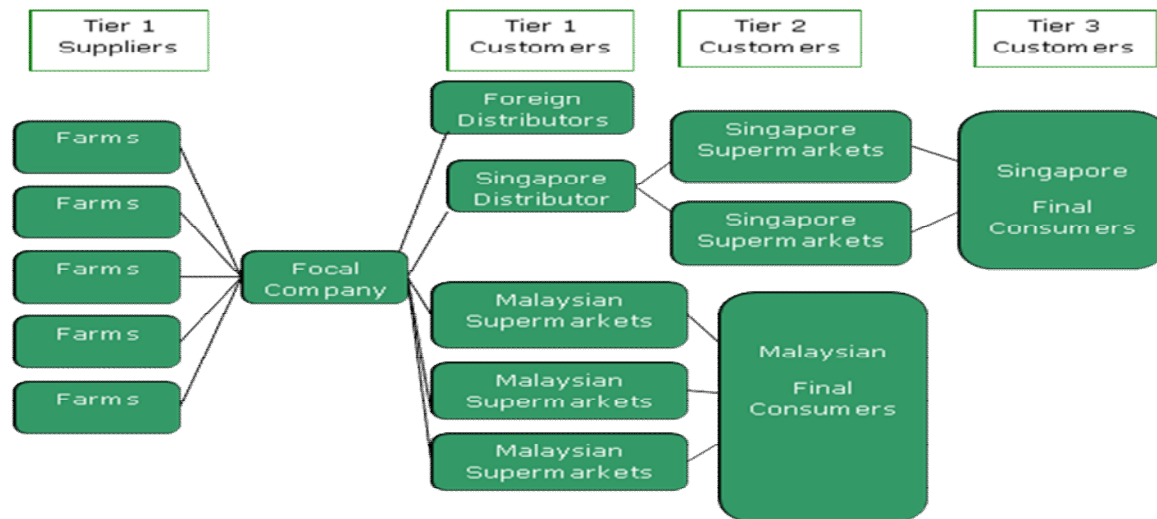 Tier 1
Suppliers
Tier 1
Customers
Tier 2
Customers
Tier 3
Customers
Farms
Farms
Farms
Farms
Farms
Focal
Company
Foreign
Distributors
Singapore
Distributor
Malaysian
Supermarkets
Malaysian
Supermarkets
Malaysian
Supermarkets
Singapore
Supermarkets
Singapore
Supermarkets
Malaysian
Final
Consumers
Singapore
Final
Consumers